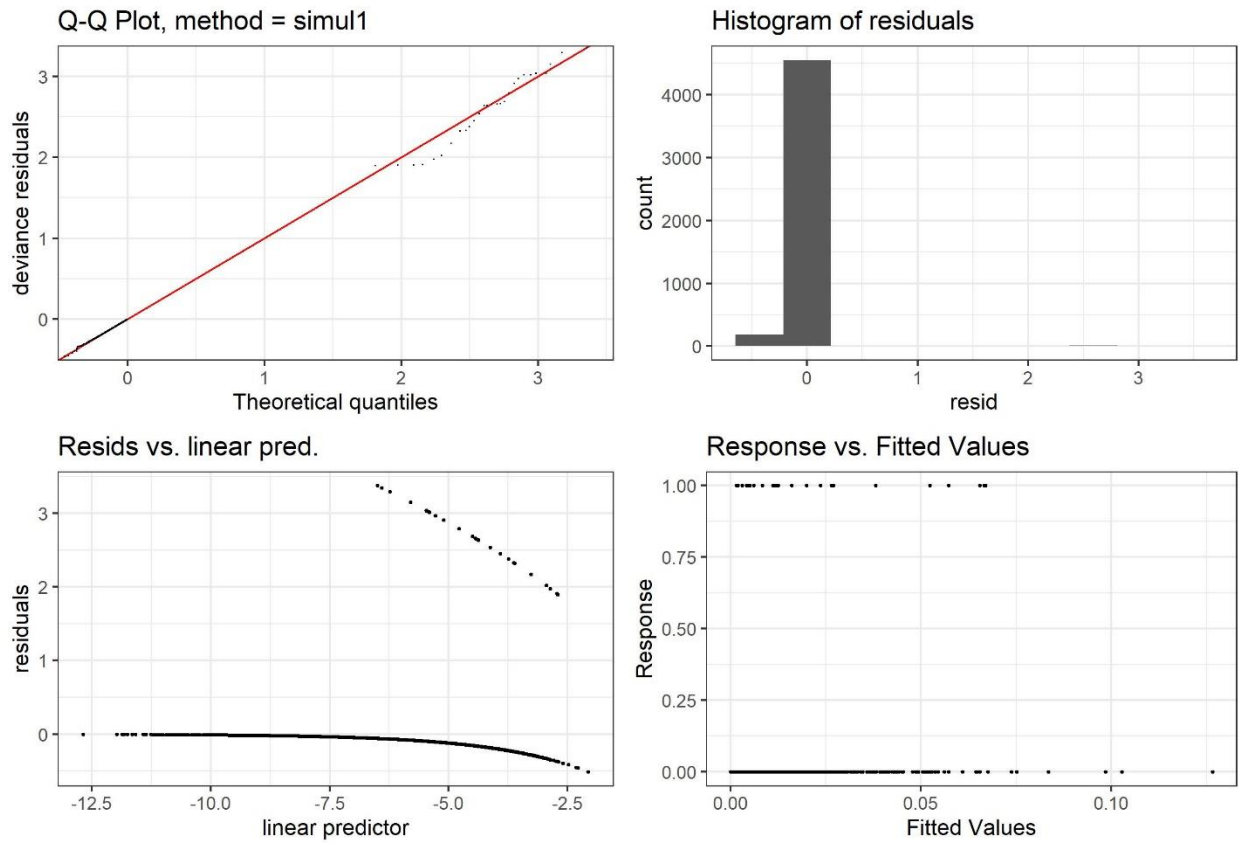 Q-Q Plot, method = simul1
3
2
1
0
deviance residuals
0 1 2 3
Theoretical quantiles
Histogram of residuals
4000
3000
2000
1000
0
count
0 1 2 3
resid
Resids vs. linear pred.
3
2
1
0
residuals
-12.5 -10.0 -7.5 -5.0 -2.5
linear predictor
Response vs. Fitted Values
1.00
0.75
0.50
0.25
0.00
Response
0.00 0.05 0.10
Fitted Values